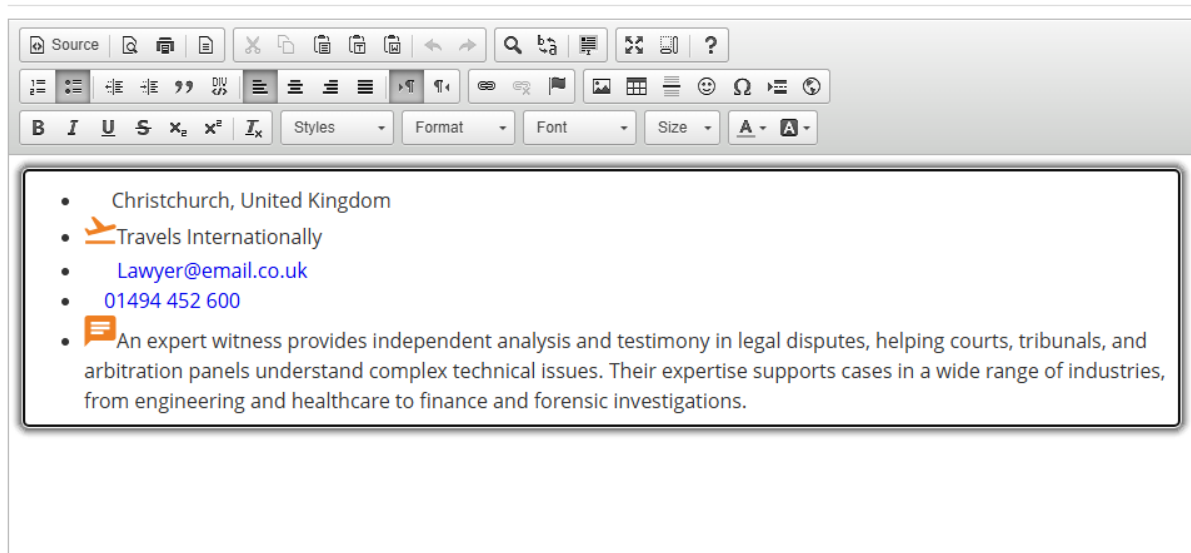 Source
Styles Format Font Size
Christchurch, United Kingdom
Travels Internationally
Lawyer@email.co.uk
01494 452 600
An expert witness provides independent analysis and testimony in legal disputes, helping courts, tribunals, and
arbitration panels understand complex technical issues. Their expertise supports cases in a wide range of industries,
from engineering and healthcare to finance and forensic investigations.